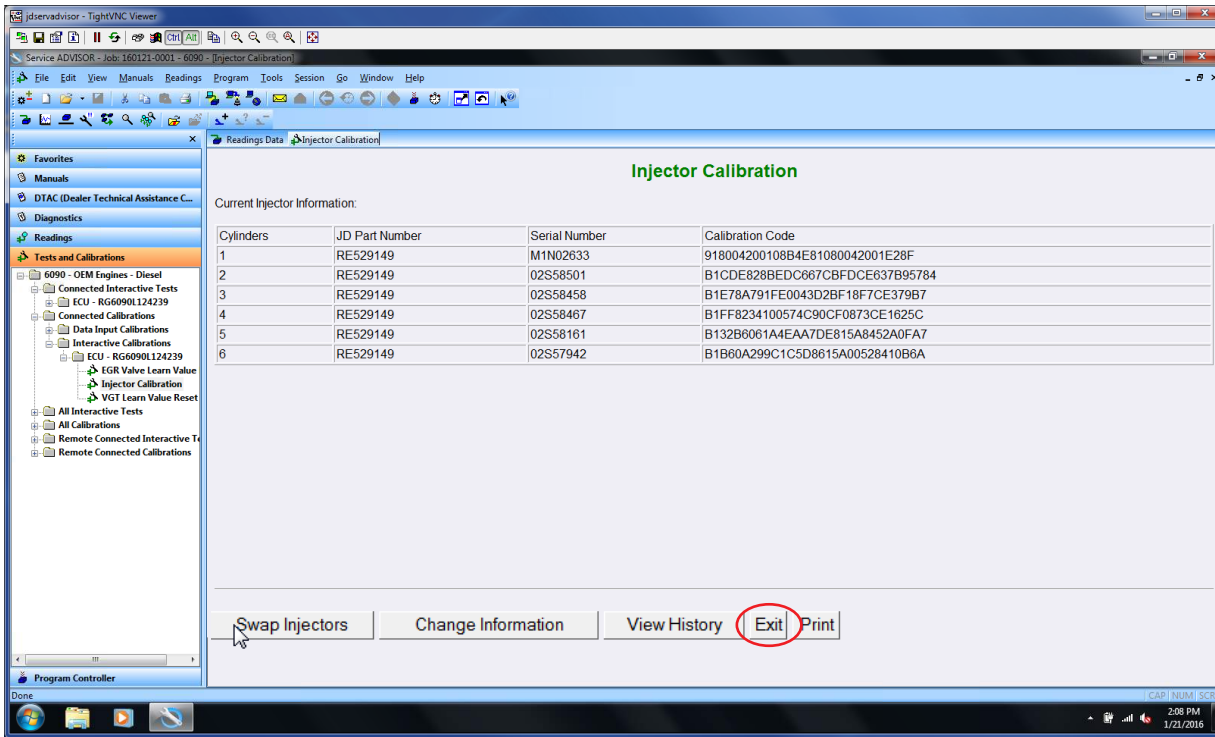 jdservadvisor - TightVNC Viewer
Ctrl Alt
Service ADVISOR - Job: 160121-0001 - 6090 - [Injector Calibration]
File Edit View Manuals Readings Program Tools Session Go Window Help
Readings Data Injector Calibration
Favorites
Manuals
DTAC (Dealer Technical Assistance C...
Diagnostics
Readings
Tests and Calibrations
6090 - OEM Engines - Diesel
Connected Interactive Tests
ECU - RG6090L124239
Connected Calibrations
Data Input Calibrations
Interactive Calibrations
ECU - RG6090L124239
EGR Valve Learn Value
Injector Calibration
VGT Learn Value Reset
All Interactive Tests
All Calibrations
Remote Connected Interactive Te
Remote Connected Calibrations
Program Controller
Injector Calibration
Current Injector Information:
Cylinders JD Part Number Serial Number Calibration Code
1 RE529149 M1N02633 918004200108B4E81080042001E28F
2 RE529149 02S58501 B1CDE828BEDC667CBFDCE637B95784
3 RE529149 02S58458 B1E78A791FE0043D2BF18F7CE379B7
4 RE529149 02S58467 B1FF8234100574C90CF0873CE1625C
5 RE529149 02S58161 B132B6061A4EAA7DE815A8452A0FA7
6 RE529149 02S57942 B1B60A299C1C5D8615A00528410B6A
Swap Injectors Change Information View History Exit Print
Done CAP NUM SCR
2:08 PM
1/21/2016